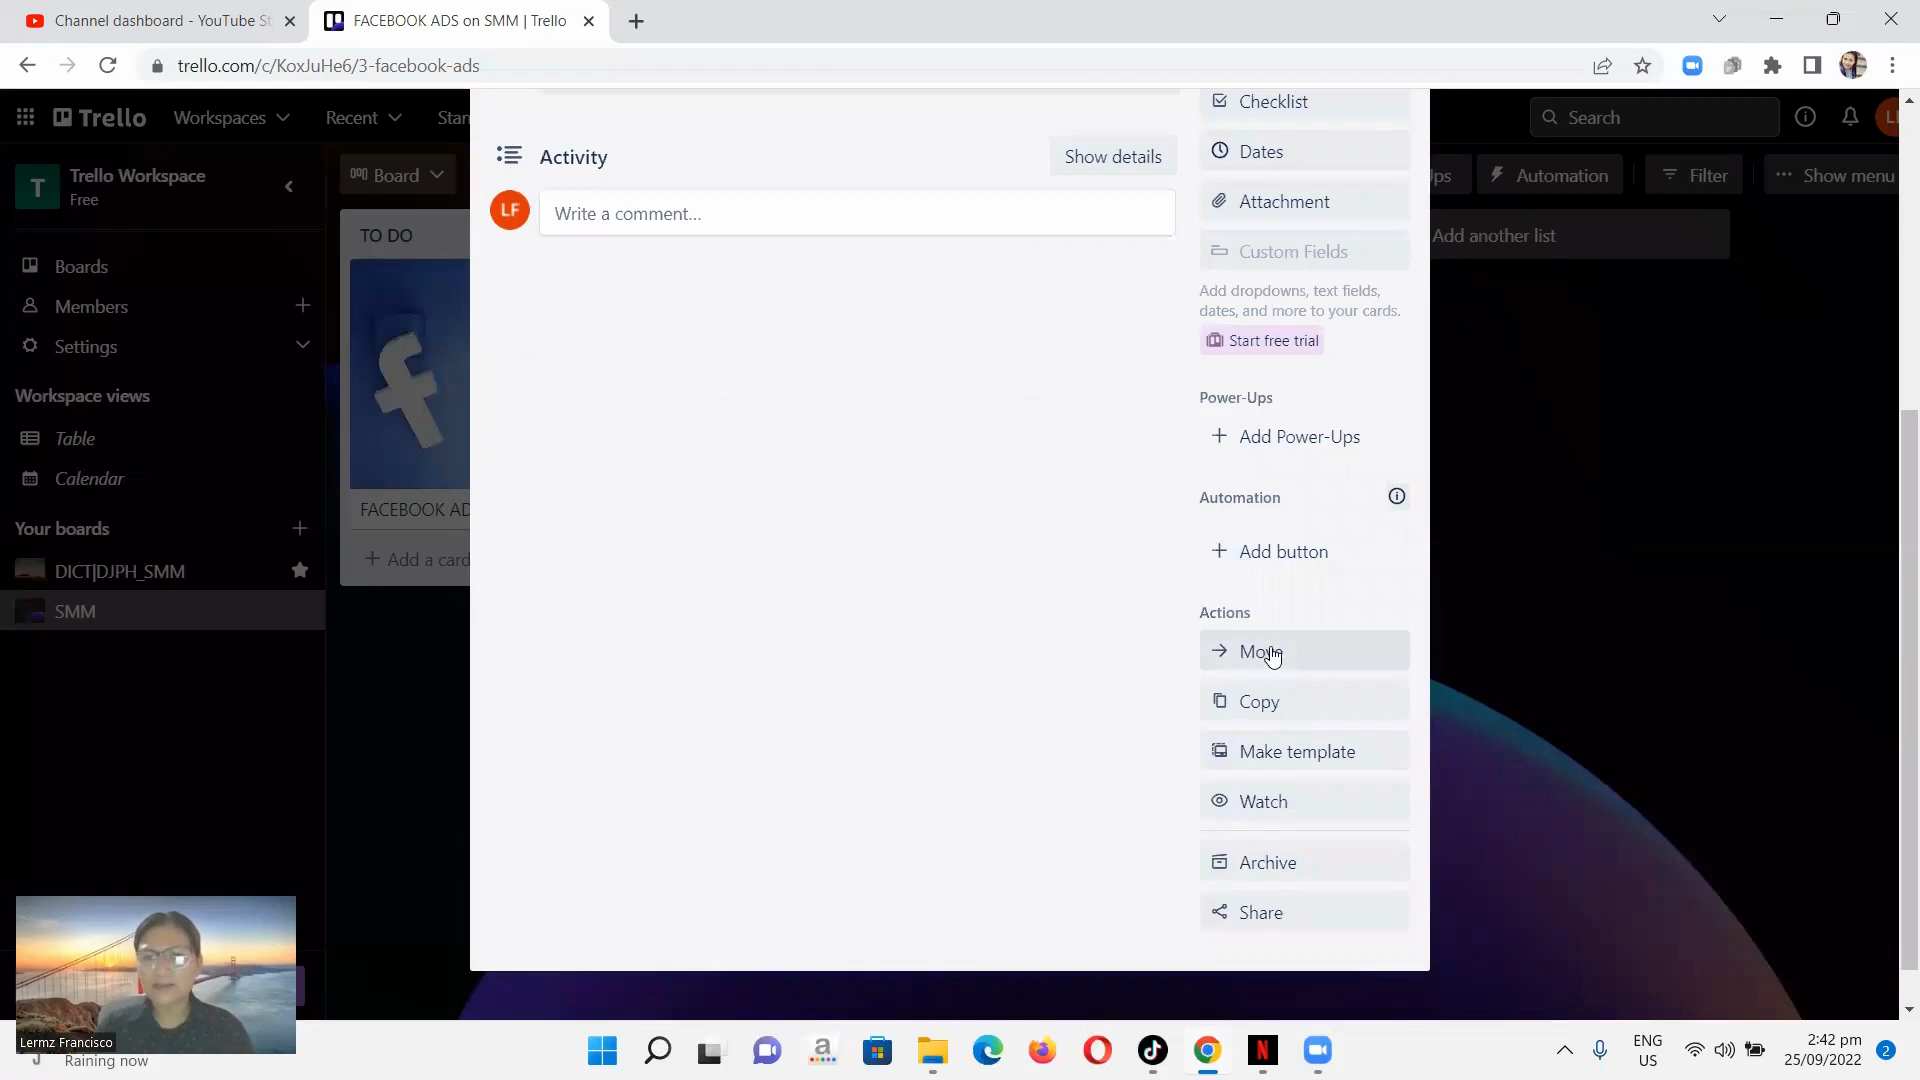 Channel dashboard - YouTube St
FACEBOOK ADS on SMM | Trello
trello.com/c/KoxJuHe6/3-facebook-ads
Trello
Workspaces
Recent
Search
T
Trello Workspace
Free
Boards
Members
Settings
Workspace views
Table
Calendar
Your boards
DICT|DJPH_SMM
SMM
Board
TO DO
FACEBOOK AD
Add a card
Activity
Show details
LF
Write a comment...
Checklist
Dates
Attachment
Custom Fields
Add dropdowns, text fields,
dates, and more to your cards.
Start free trial
Power-Ups
Add Power-Ups
Automation
Add button
Actions
Move
Copy
Make template
Watch
Archive
Share
Automation
Filter
Show menu
Add another list
Lermz Francisco
Raining now
ENG
US
2:42 pm
25/09/2022
2